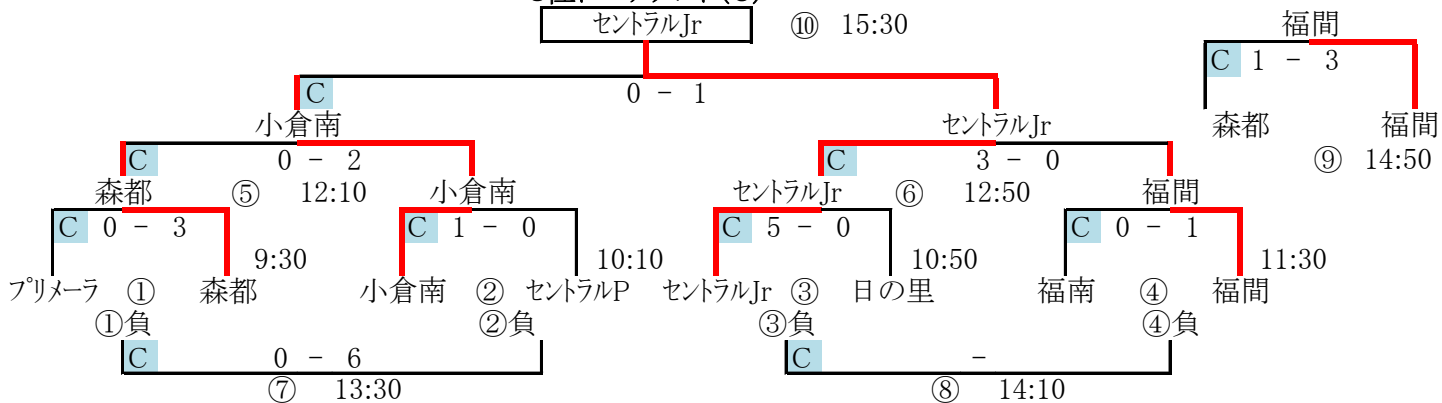 セントラルJr ⑩ 15:30 福間
C 1 - 3
C 0 - 1
小倉南 セントラルJr 森都 福間
C 0 - 2 C 3 - 0 ⑨ 14:50
森都 ⑤ 12:10 小倉南 セントラルJr ⑥ 12:50 福間
C 0 - 3 C 1 - 0 C 5 - 0 C 0 - 1
9:30 10:10 10:50 11:30
プリメーラ ① 森都 小倉南 ② セントラルP セントラルJr ③ 日の里 福南 ④ 福間
①負 ②負 ③負 ④負
C 0 - 6 C -
⑦ 13:30 ⑧ 14:10